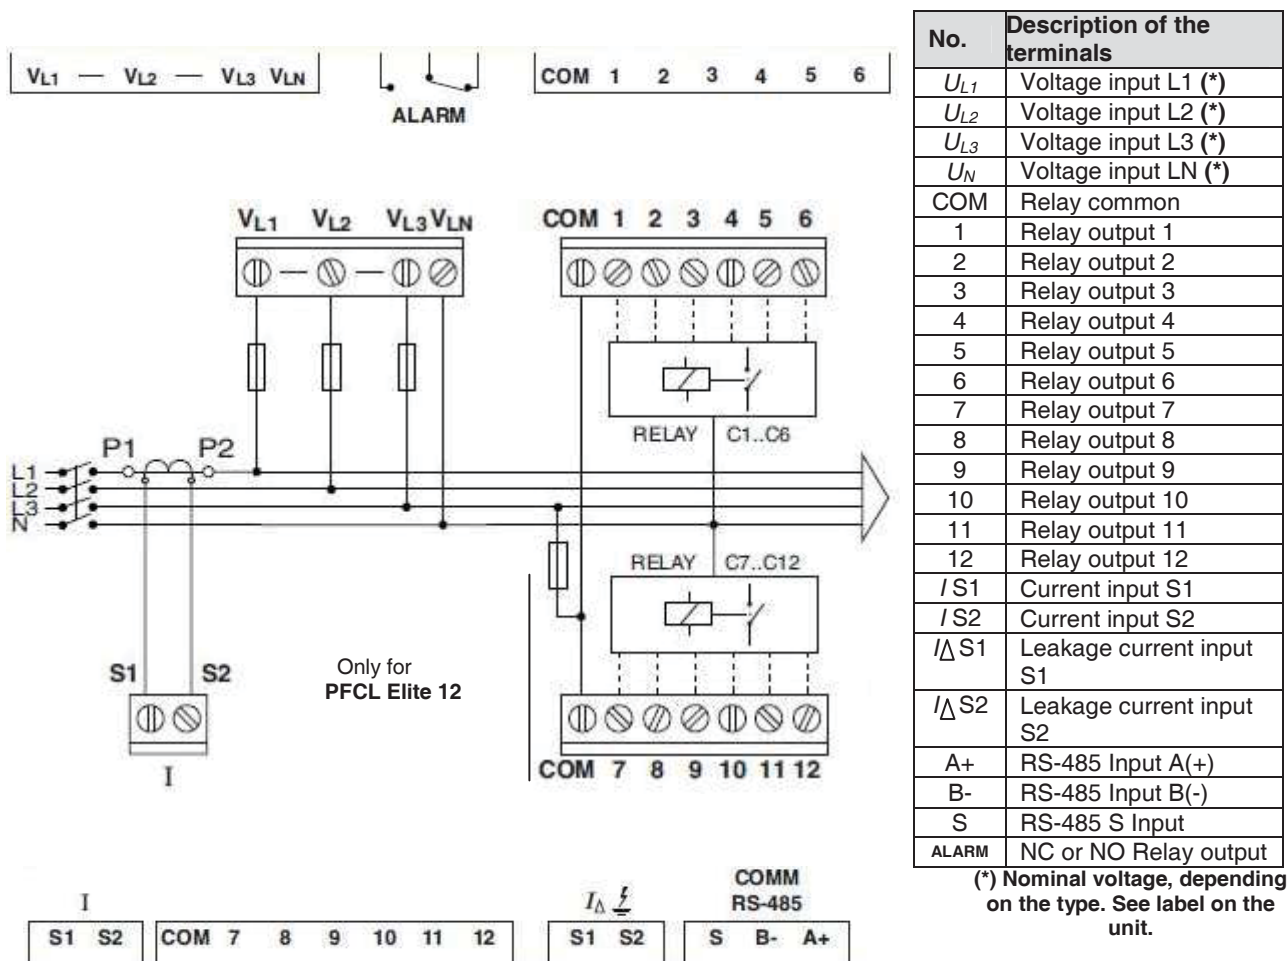 VL1 — VL2 — VL3 VLN
ALARM
COM 1 2 3 4 5 6
VL1 VL2 VL3 VLN
COM 1 2 3 4 5 6
RELAY C1..C6
P1 P2
L1
L2
L3
N
RELAY C7..C12
S1 S2
I
Only for
PFCL Elite 12
COM 7 8 9 10 11 12
I
S1 S2
COM 7 8 9 10 11 12
IΔ
S1 S2
COMM
RS-485
S B- A+
No. Description of the
terminals
UL1 Voltage input L1 (*)
UL2 Voltage input L2 (*)
UL3 Voltage input L3 (*)
UN Voltage input LN (*)
COM Relay common
1 Relay output 1
2 Relay output 2
3 Relay output 3
4 Relay output 4
5 Relay output 5
6 Relay output 6
7 Relay output 7
8 Relay output 8
9 Relay output 9
10 Relay output 10
11 Relay output 11
12 Relay output 12
I S1 Current input S1
I S2 Current input S2
IΔ S1 Leakage current input
S1
IΔ S2 Leakage current input
S2
A+ RS-485 Input A(+)
B- RS-485 Input B(-)
S RS-485 S Input
ALARM NC or NO Relay output
(*) Nominal voltage, depending
on the type. See label on the
unit.